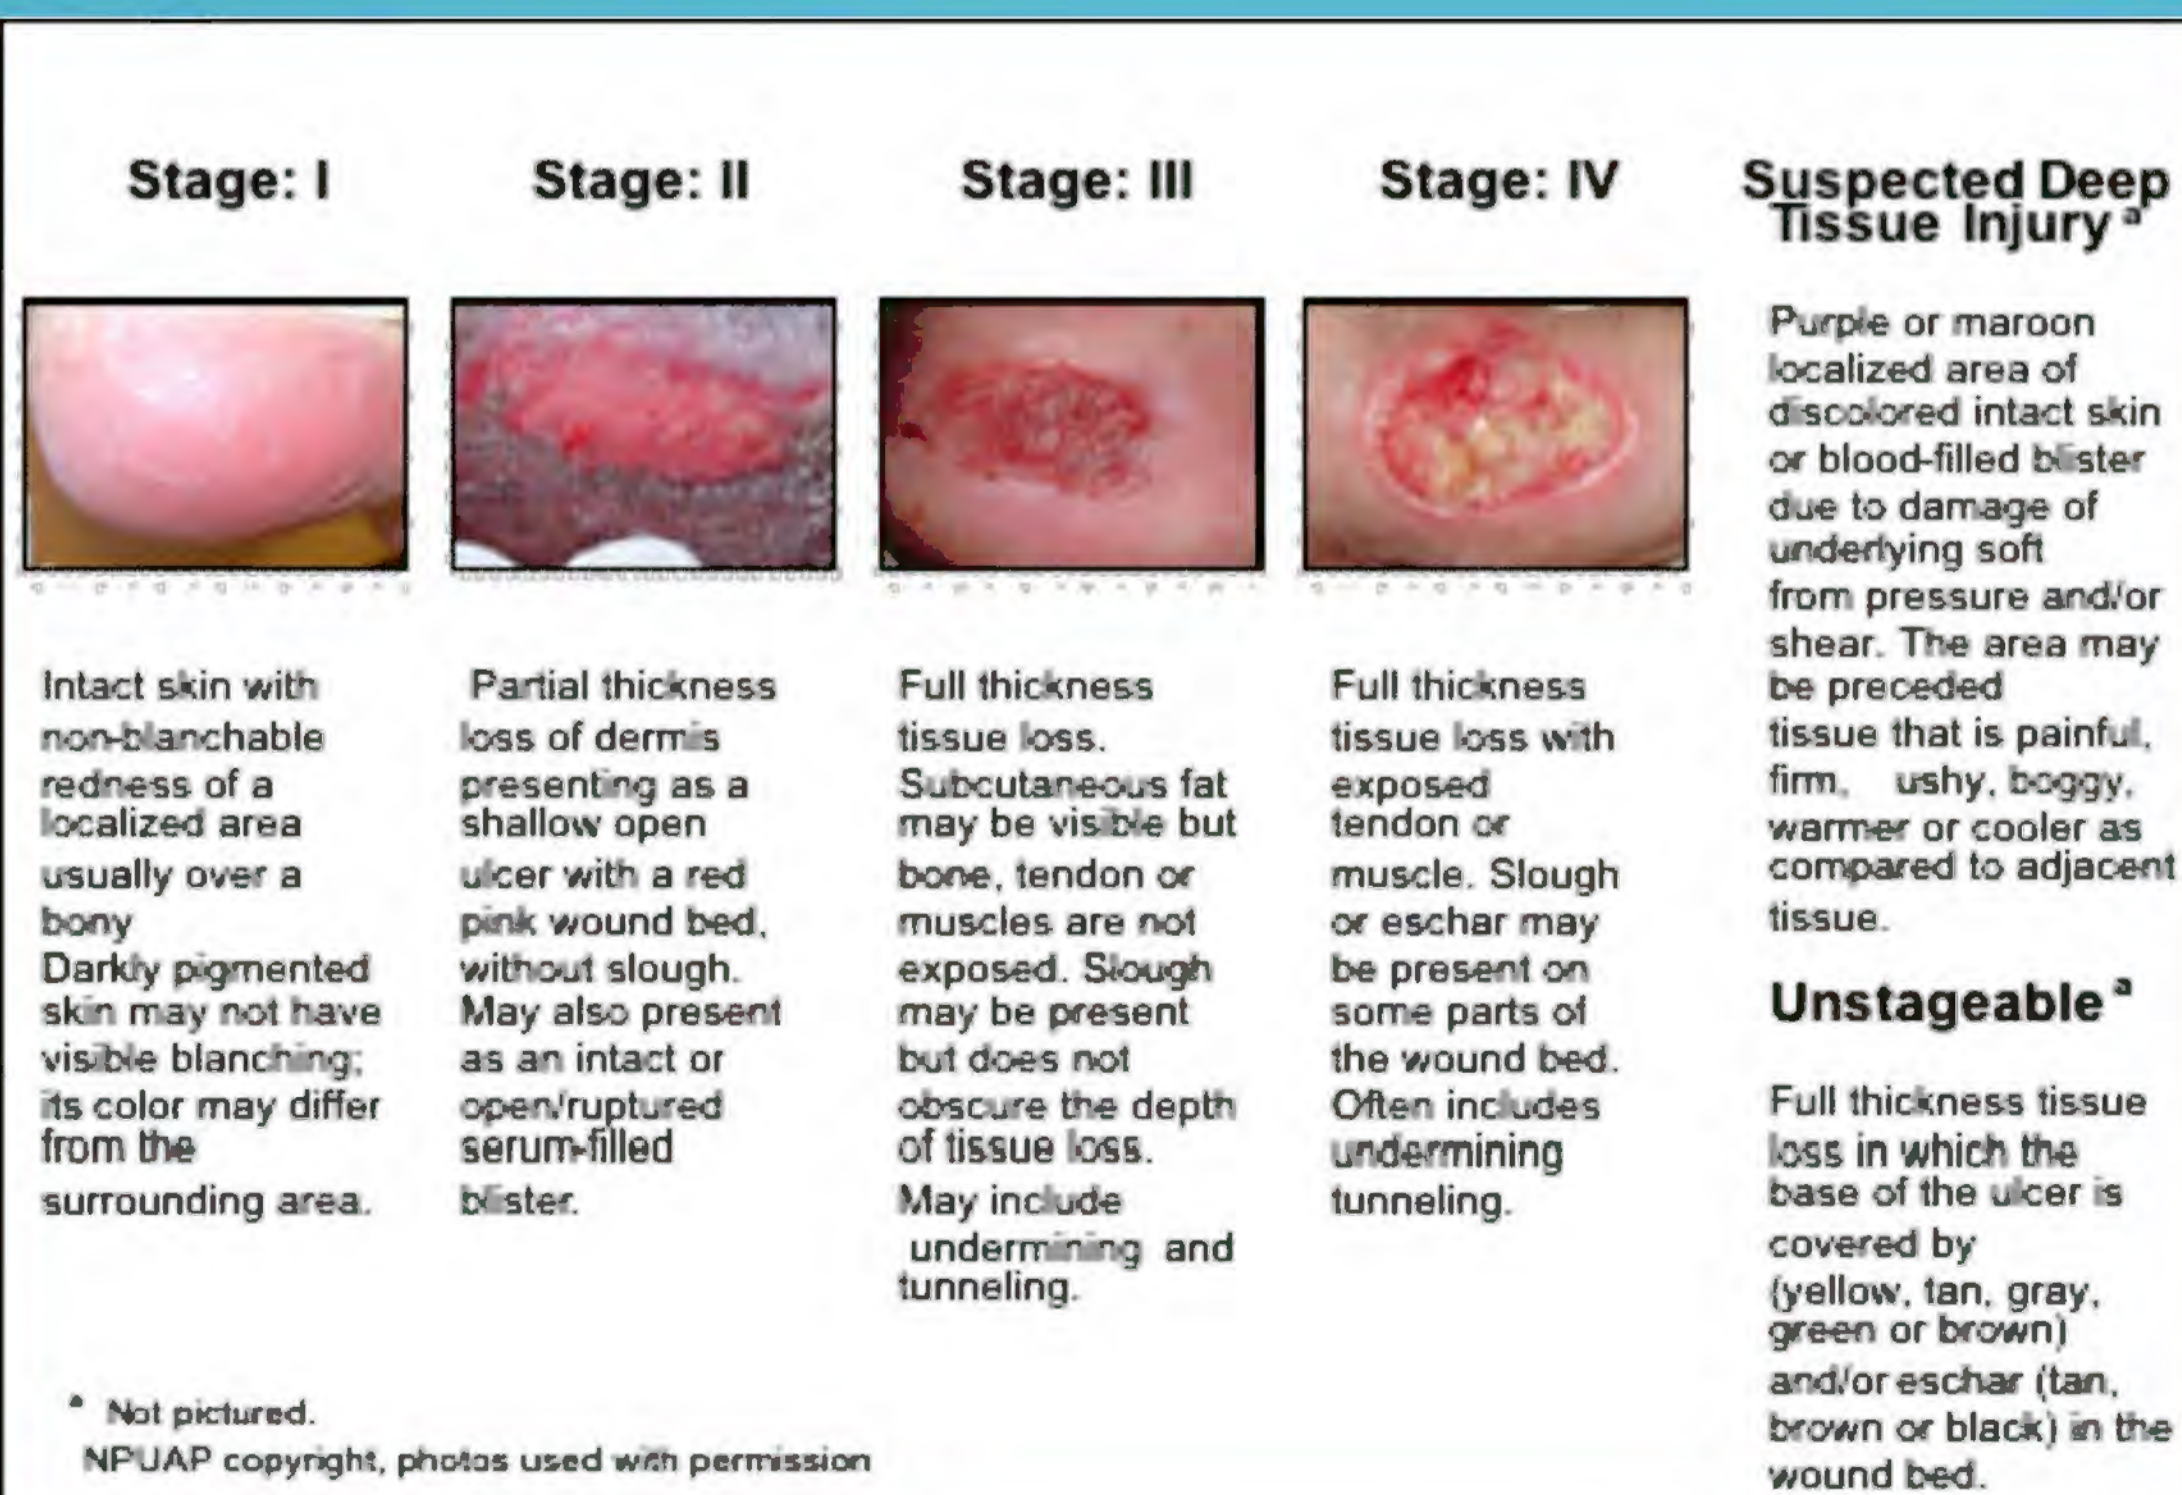 Stage: I
Intact skin with
non-blanchable
redness of a
localized area
usually over a
bony
Darkly pigmented
skin may not have
visible blanching;
its color may differ
from the
surrounding area.
Stage: II
Partial thickness
loss of dermis
presenting as a
shallow open
ulcer with a red
pink wound bed,
without slough.
May also present
as an intact or
open/ruptured
serum-filled
blister.
Stage: III
Full thickness
tissue loss.
Subcutaneous fat
may be visible but
bone, tendon or
muscles are not
exposed. Slough
may be present
but does not
obscure the depth
of tissue loss.
May include
undermining and
tunneling.
Stage: IV
Full thickness
tissue loss with
exposed
tendon or
muscle. Slough
or eschar may
be present on
some parts of
the wound bed.
Often includes
undermining
tunneling.
Suspected Deep
Tissue Injury a
Purple or maroon
localized area of
discolored intact skin
or blood-filled blister
due to damage of
underlying soft
from pressure and/or
shear. The area may
be preceded
tissue that is painful,
firm, ushy, boggy,
warmer or cooler as
compared to adjacent
tissue.
Unstageable a
Full thickness tissue
loss in which the
base of the ulcer is
covered by
(yellow, tan, gray,
green or brown)
and/or eschar (tan,
brown or black) in the
wound bed.
a Not pictured.
NPUAP copyright, photos used with permission